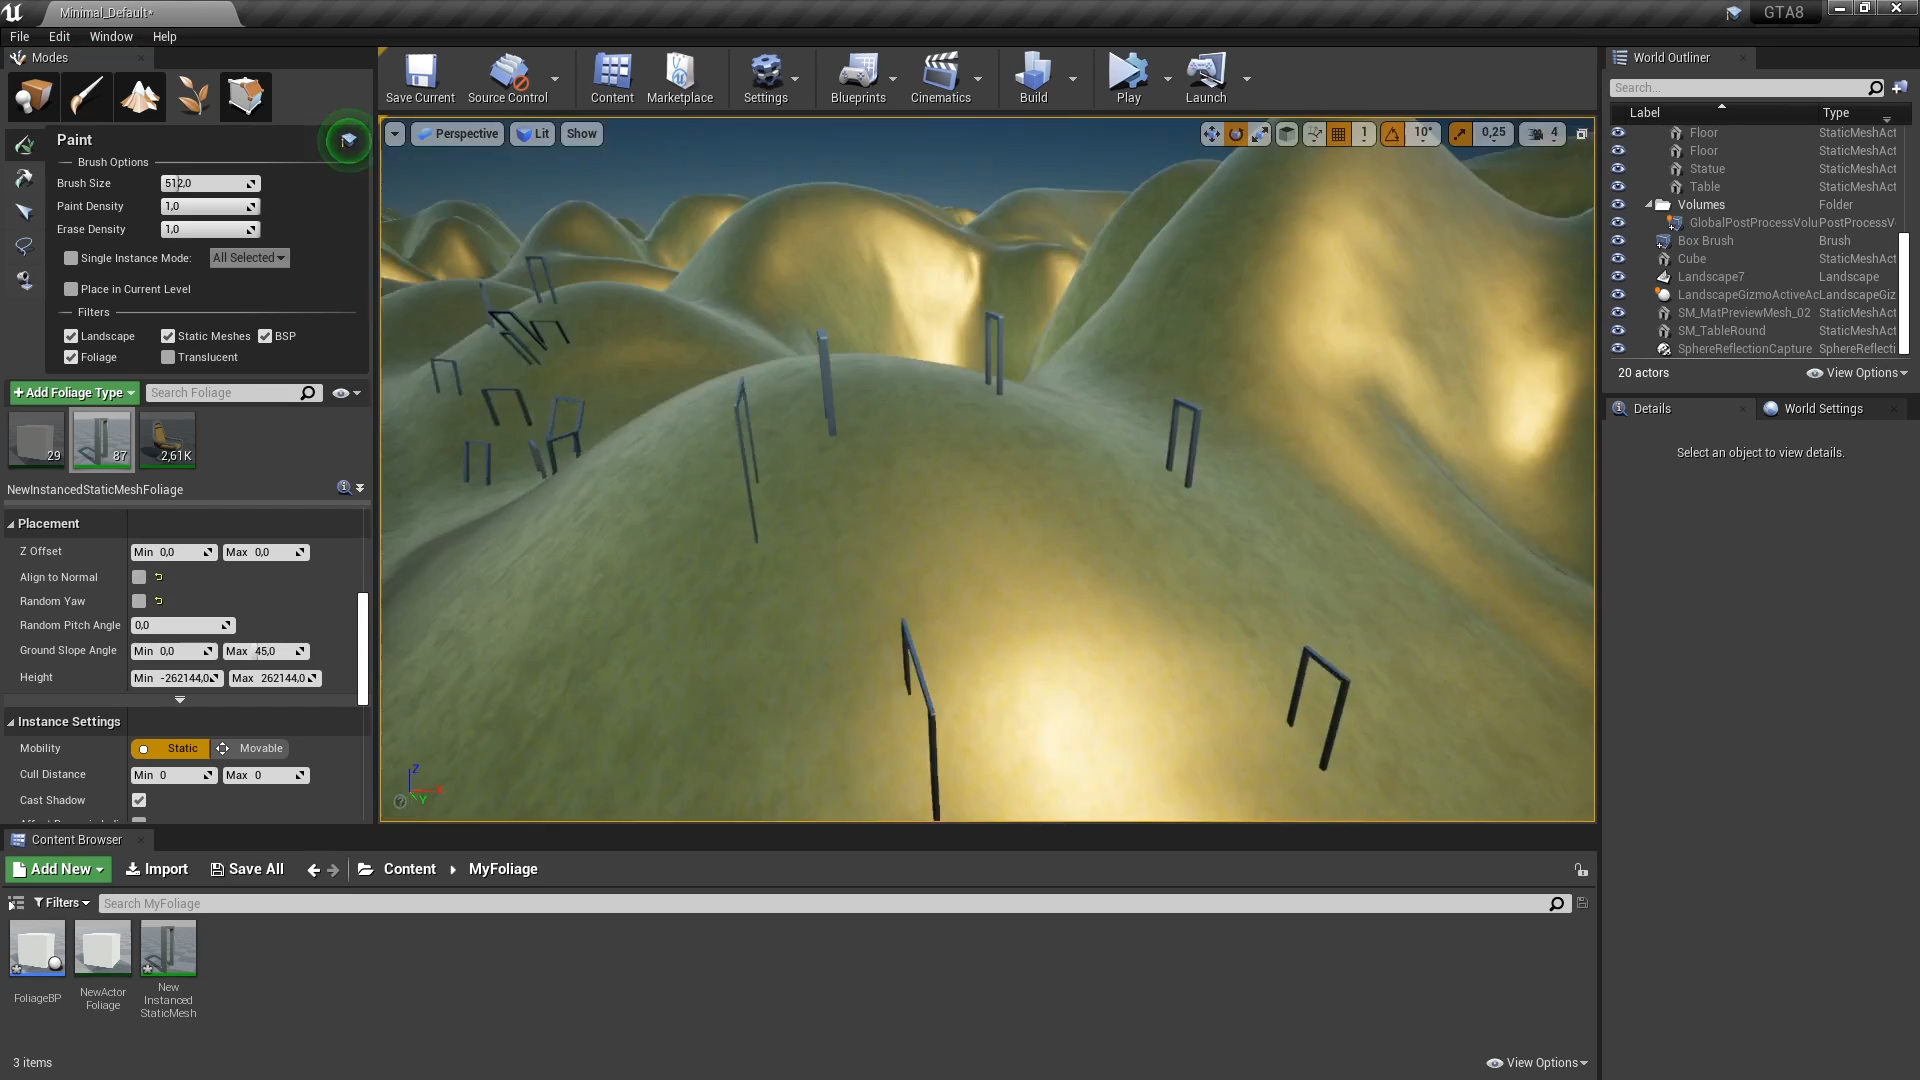 Minimal_Default*
GTA8
File Edit Window Help
Modes
Save Current
Source Control
Content
Marketplace
Settings
Blueprints
Cinematics
Build
Play
Launch
Paint
Brush Options
Brush Size 512,0
Paint Density 1,0
Erase Density 1,0
Single Instance Mode: All Selected
Place in Current Level
Filters
Landscape Static Meshes BSP
Foliage Translucent
Add Foliage Type
Search Foliage
29
87
2,61K
NewInstancedStaticMeshFoliage
Placement
Z Offset Min 0,0 Max 0,0
Align to Normal
Random Yaw
Random Pitch Angle 0,0
Ground Slope Angle Min 0,0 Max 45,0
Height Min -262144,0 Max 262144,0
Instance Settings
Mobility Static Movable
Cull Distance Min 0 Max 0
Cast Shadow
Perspective Lit Show
1 10° 0,25 4
Z
X
Y
World Outliner
Search...
Label Type
Floor StaticMeshAct
Floor StaticMeshAct
Statue StaticMeshAct
Table StaticMeshAct
Volumes Folder
GlobalPostProcessVolu PostProcessV
Box Brush Brush
Cube StaticMeshAct
Landscape7 Landscape
LandscapeGizmoActiveAc LandscapeGiz
SM_MatPreviewMesh_02 StaticMeshAct
SM_TableRound StaticMeshAct
SphereReflectionCapture SphereReflecti
20 actors View Options
Details World Settings
Select an object to view details.
Content Browser
Add New Import Save All Content MyFoliage
Filters Search MyFoliage
FoliageBP
NewActor
Foliage
New
Instanced
StaticMesh
3 items View Options